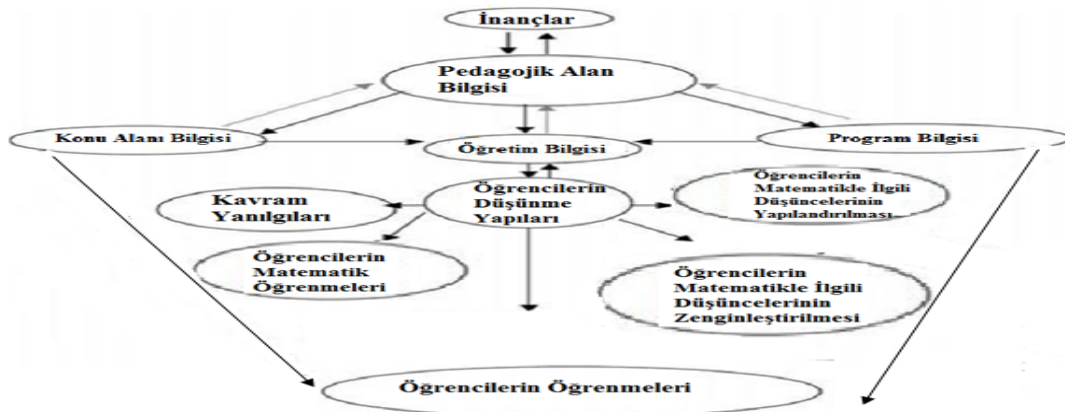 İnançlar
Pedagojik Alan
Bilgisi
Konu Alanı Bilgisi
Öğretim Bilgisi
Program Bilgisi
Kavram
Yanılgıları
Öğrencilerin
Düşünme
Yapıları
Öğrencilerin
Matematikle İlgili
Düşüncelerinin
Yapılandırılması
Öğrencilerin
Matematik
Öğrenmeleri
Öğrencilerin
Matematikle İlgili
Düşüncelerinin
Zenginleştirilmesi
Öğrencilerin Öğrenmeleri